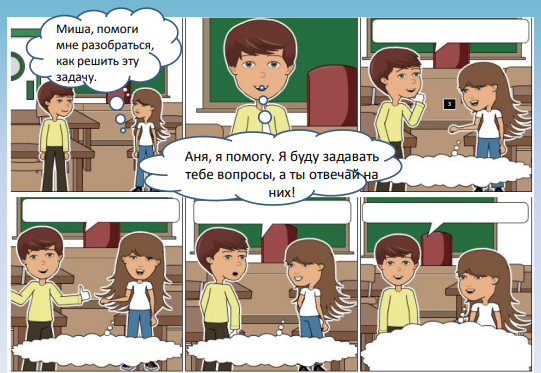 Миша, помоги
мне разобраться,
как решить эту
задачу.
3
Аня, я помогу. Я буду задавать
тебе вопросы, а ты отвечай на
них!